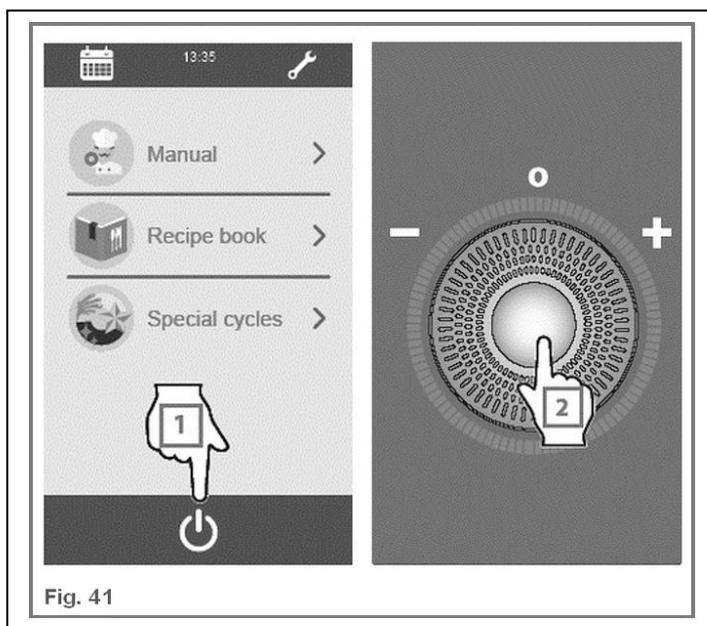 13:35
Manual
Recipe book
Special cycles
1
o
− +
2
Fig. 41